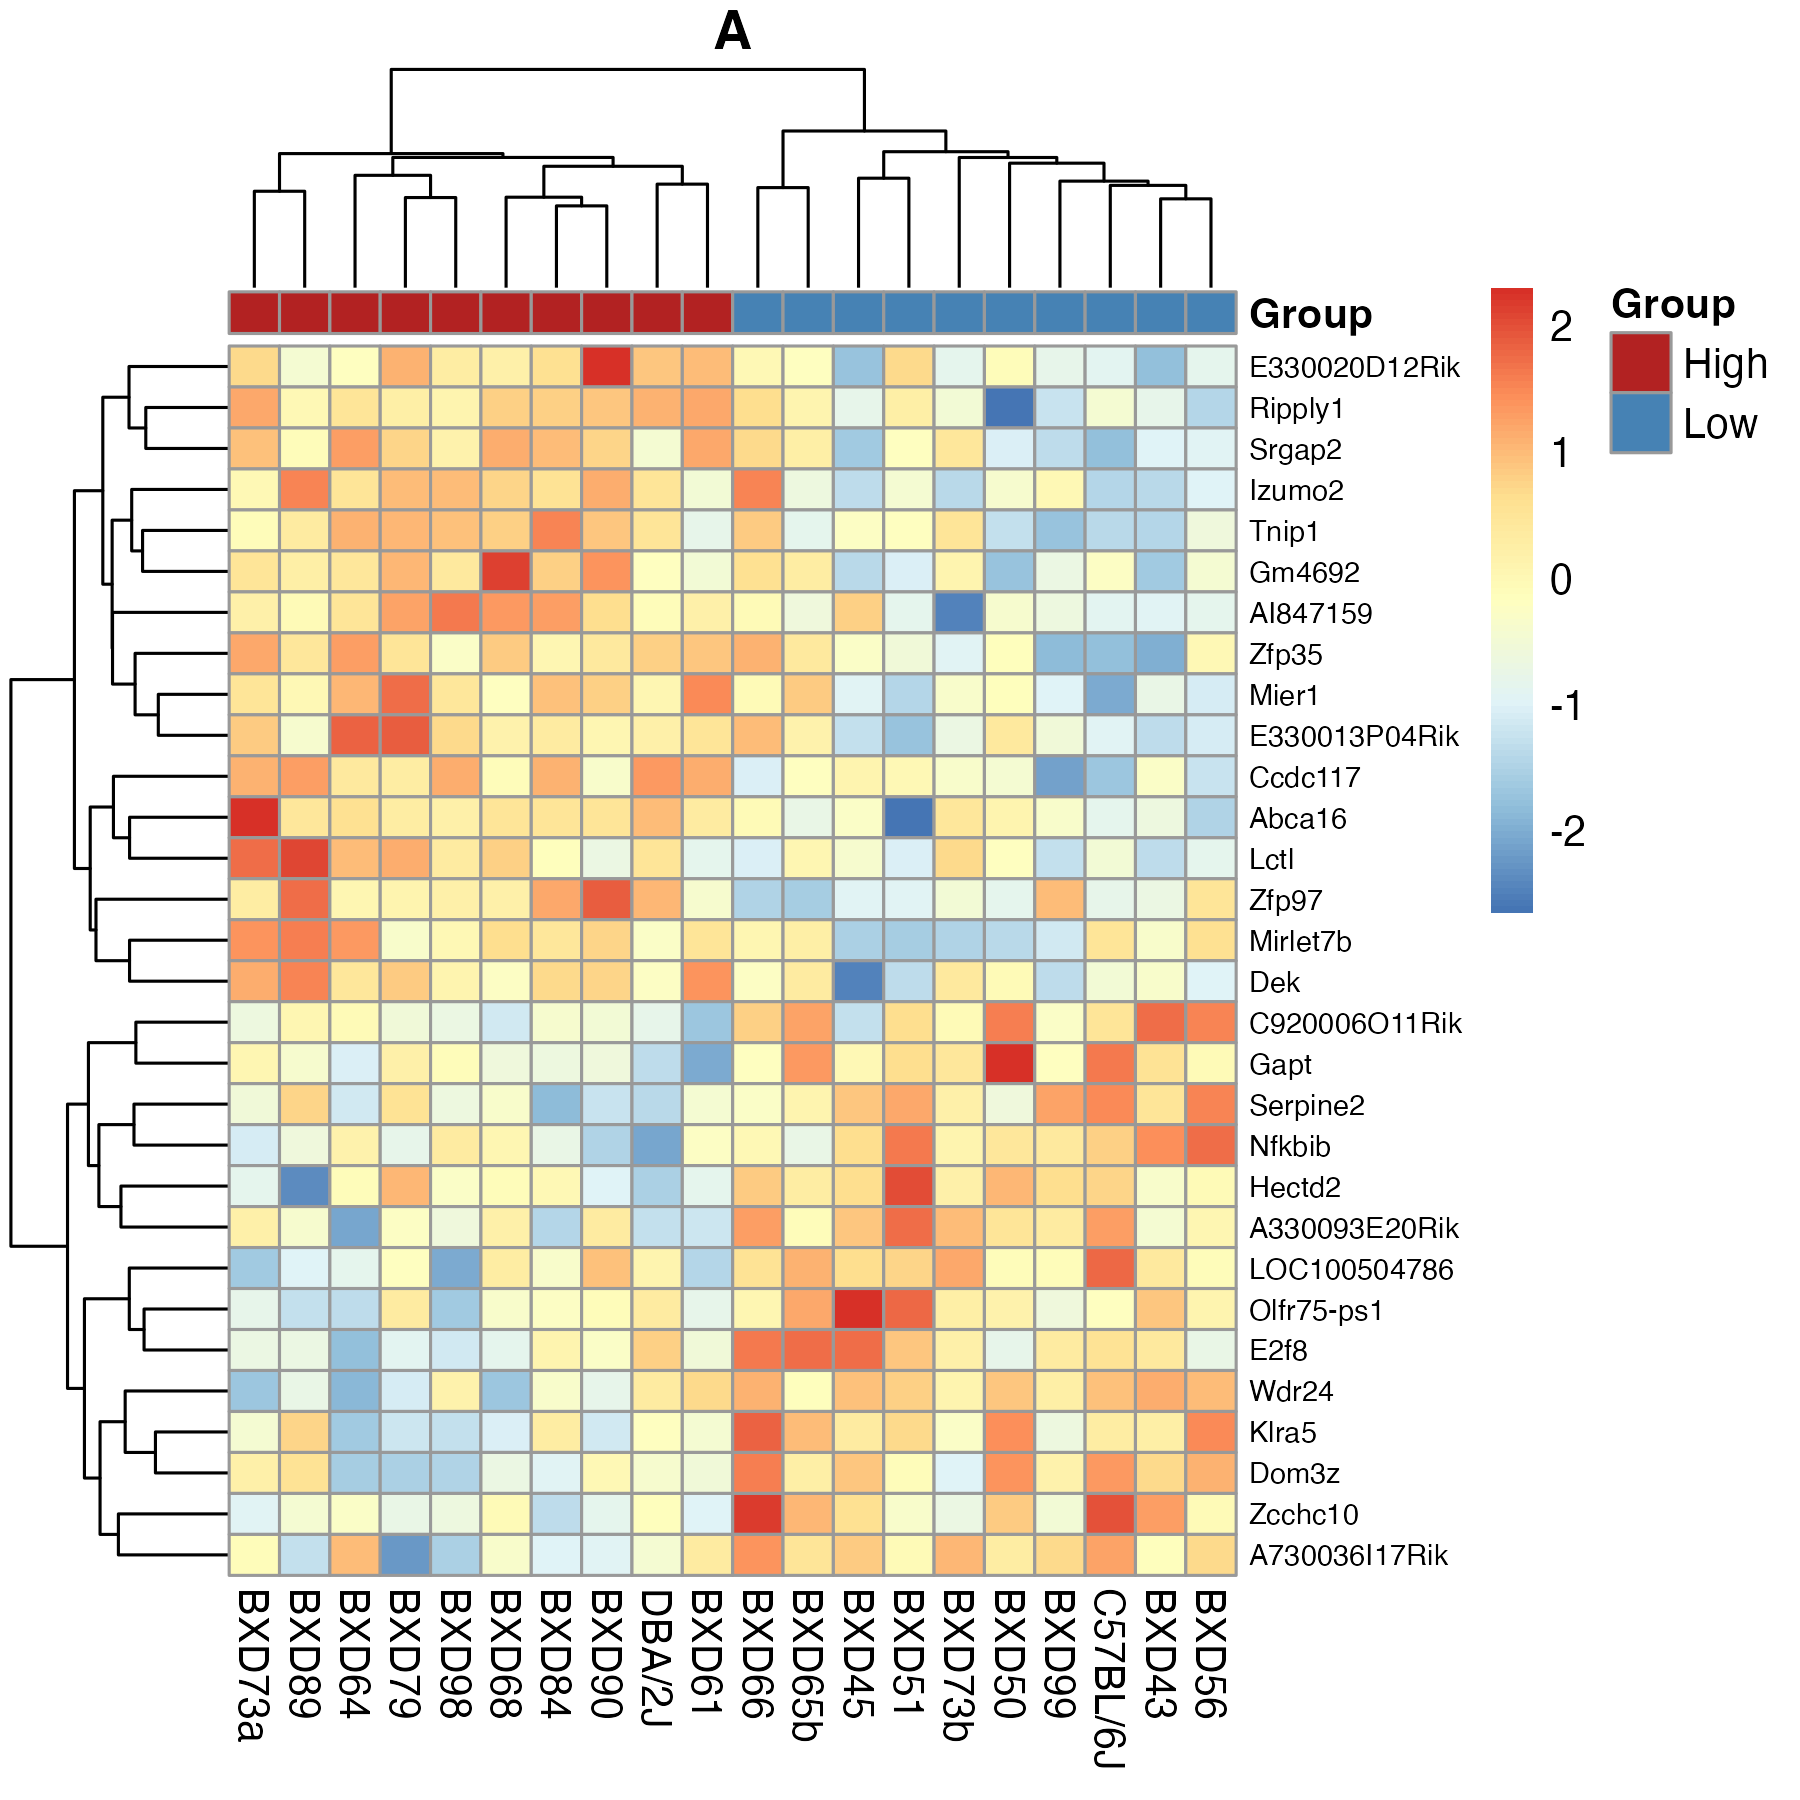 A
Group
E330020D12Rik
Ripply1
Srgap2
Izumo2
Tnip1
Gm4692
AI847159
Zfp35
Mier1
E330013P04Rik
Ccdc117
Abca16
Lctl
Zfp97
Mirlet7b
Dek
C920006O11Rik
Gapt
Serpine2
Nfkbib
Hectd2
A330093E20Rik
LOC100504786
Olfr75-ps1
E2f8
Wdr24
Klra5
Dom3z
Zcchc10
A730036I17Rik
BXD73a
BXD89
BXD64
BXD79
BXD98
BXD68
BXD84
BXD90
DBA/2J
BXD61
BXD66
BXD65b
BXD45
BXD51
BXD73b
BXD50
BXD99
C57BL/6J
BXD43
BXD56
2
1
0
-1
-2
Group
High
Low